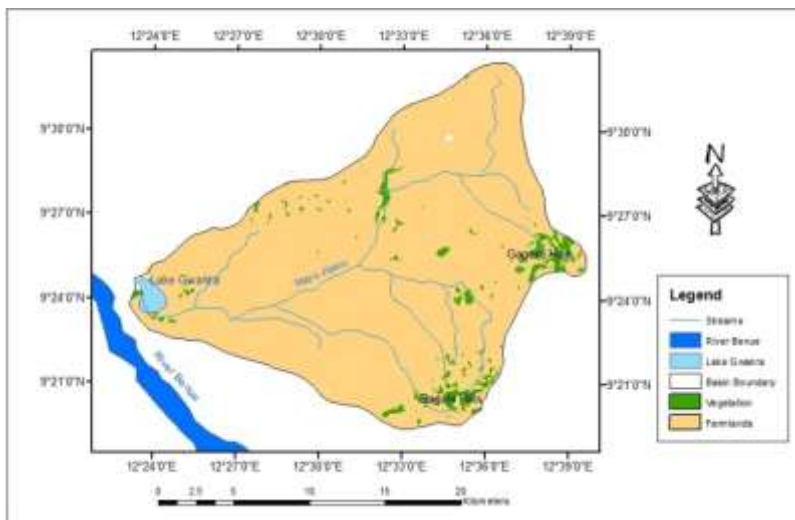 12°24'0"E 12°27'0"E 12°30'0"E 12°33'0"E 12°36'0"E 12°39'0"E
9°30'0"N 9°30'0"N
N
9°27'0"N 9°27'0"N
Lake Gwanra
9°24'0"N 9°24'0"N
River Benue
9°21'0"N 9°21'0"N
12°24'0"E 12°27'0"E 12°30'0"E 12°33'0"E 12°36'0"E 12°39'0"E
Legend
Streams
River Benue
Lake Gwanra
Basin Boundary
Vegetation
Farmlands
0 2.5 5 10 15 20
Kilometers